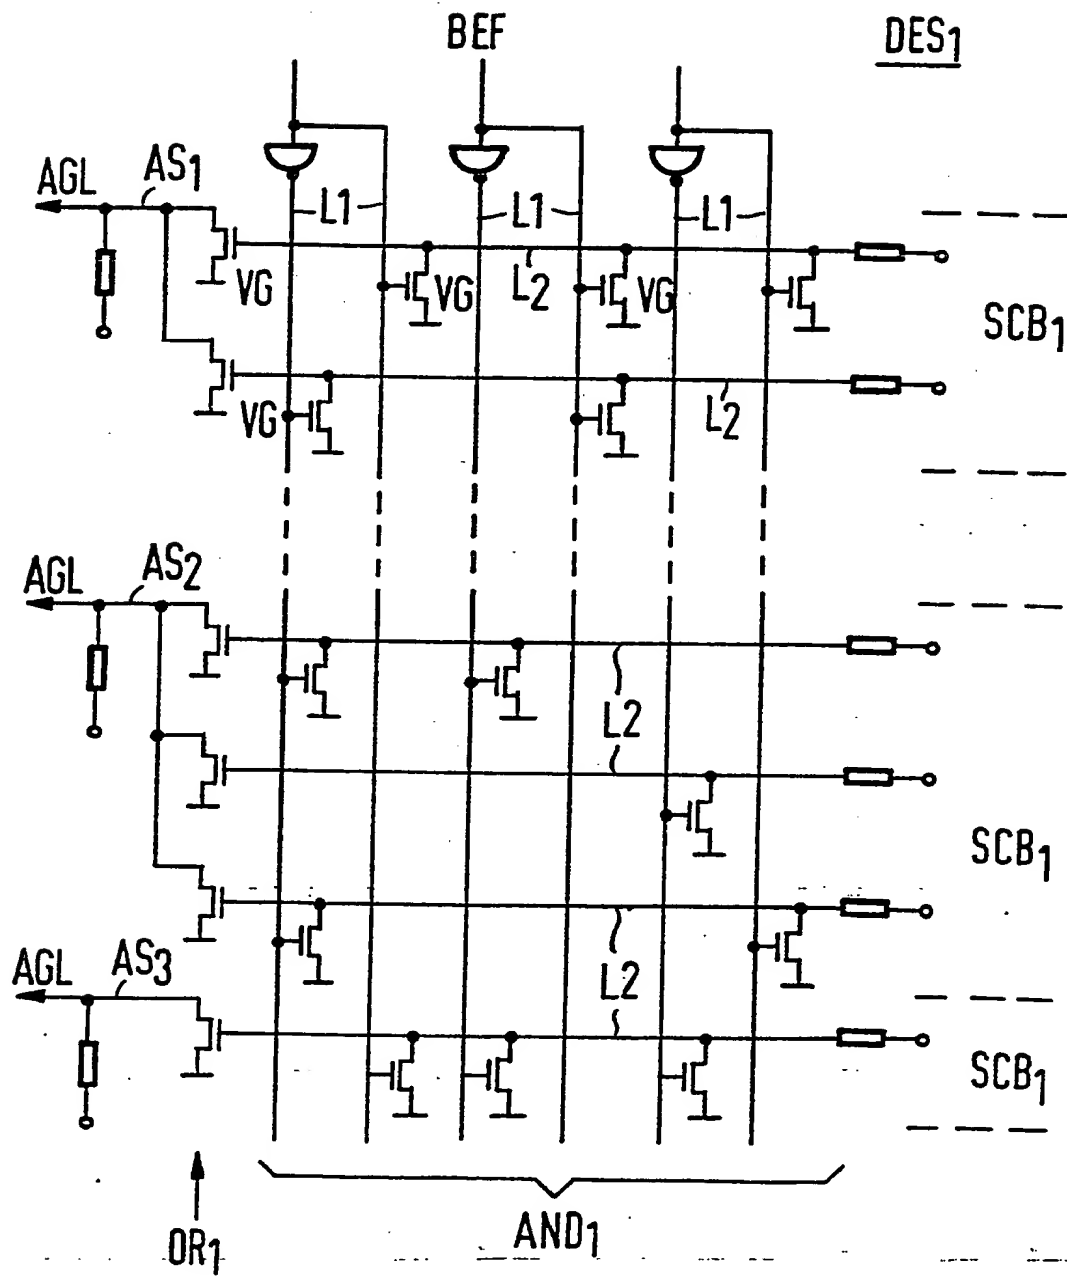 BEF
DES1
AGL
AS1
L1
L1
L1
VG
VG
L2
VG
SCB1
VG
L2
AGL
AS2
L2
SCB1
AGL
AS3
L2
SCB1
OR1
AND1